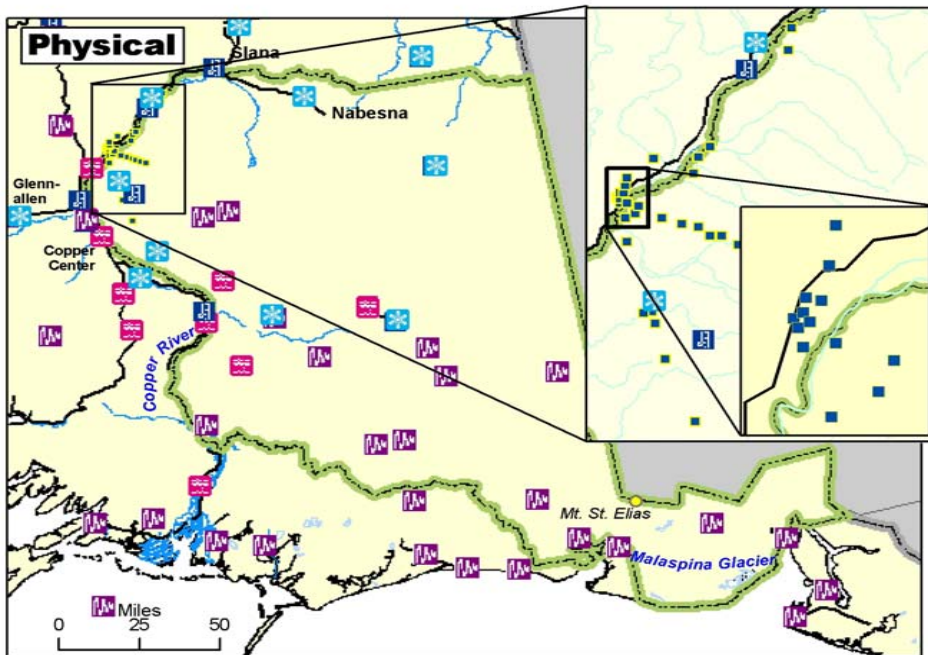 Physical
Slana
Nabesna
Glenn-
allen
Copper
Center
Copper River
Mt. St. Elias
Malaspina Glacier
Miles
0 25 50